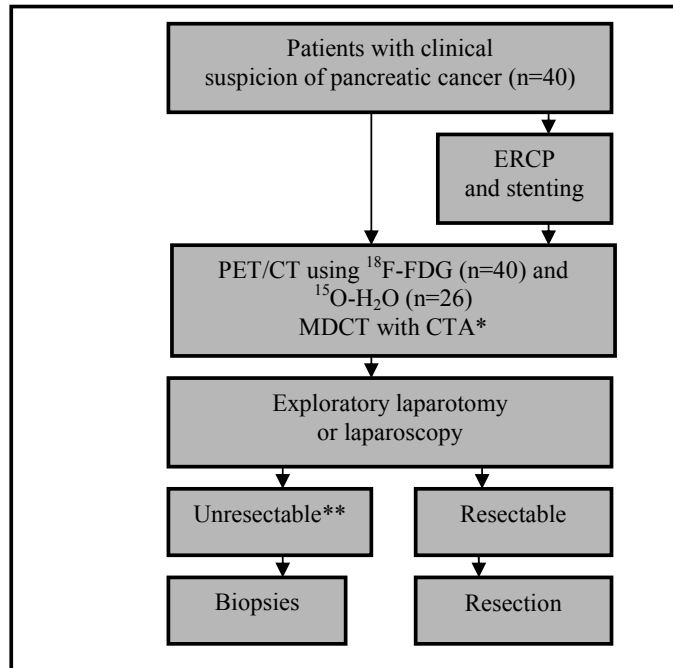 Patients with clinical
suspicion of pancreatic cancer (n=40)
ERCP
and stenting
PET/CT using ¹⁸F-FDG (n=40) and
¹⁵O-H₂O (n=26)
MDCT with CTA*
Exploratory laparotomy
or laparoscopy
Unresectable**
Resectable
Biopsies
Resection